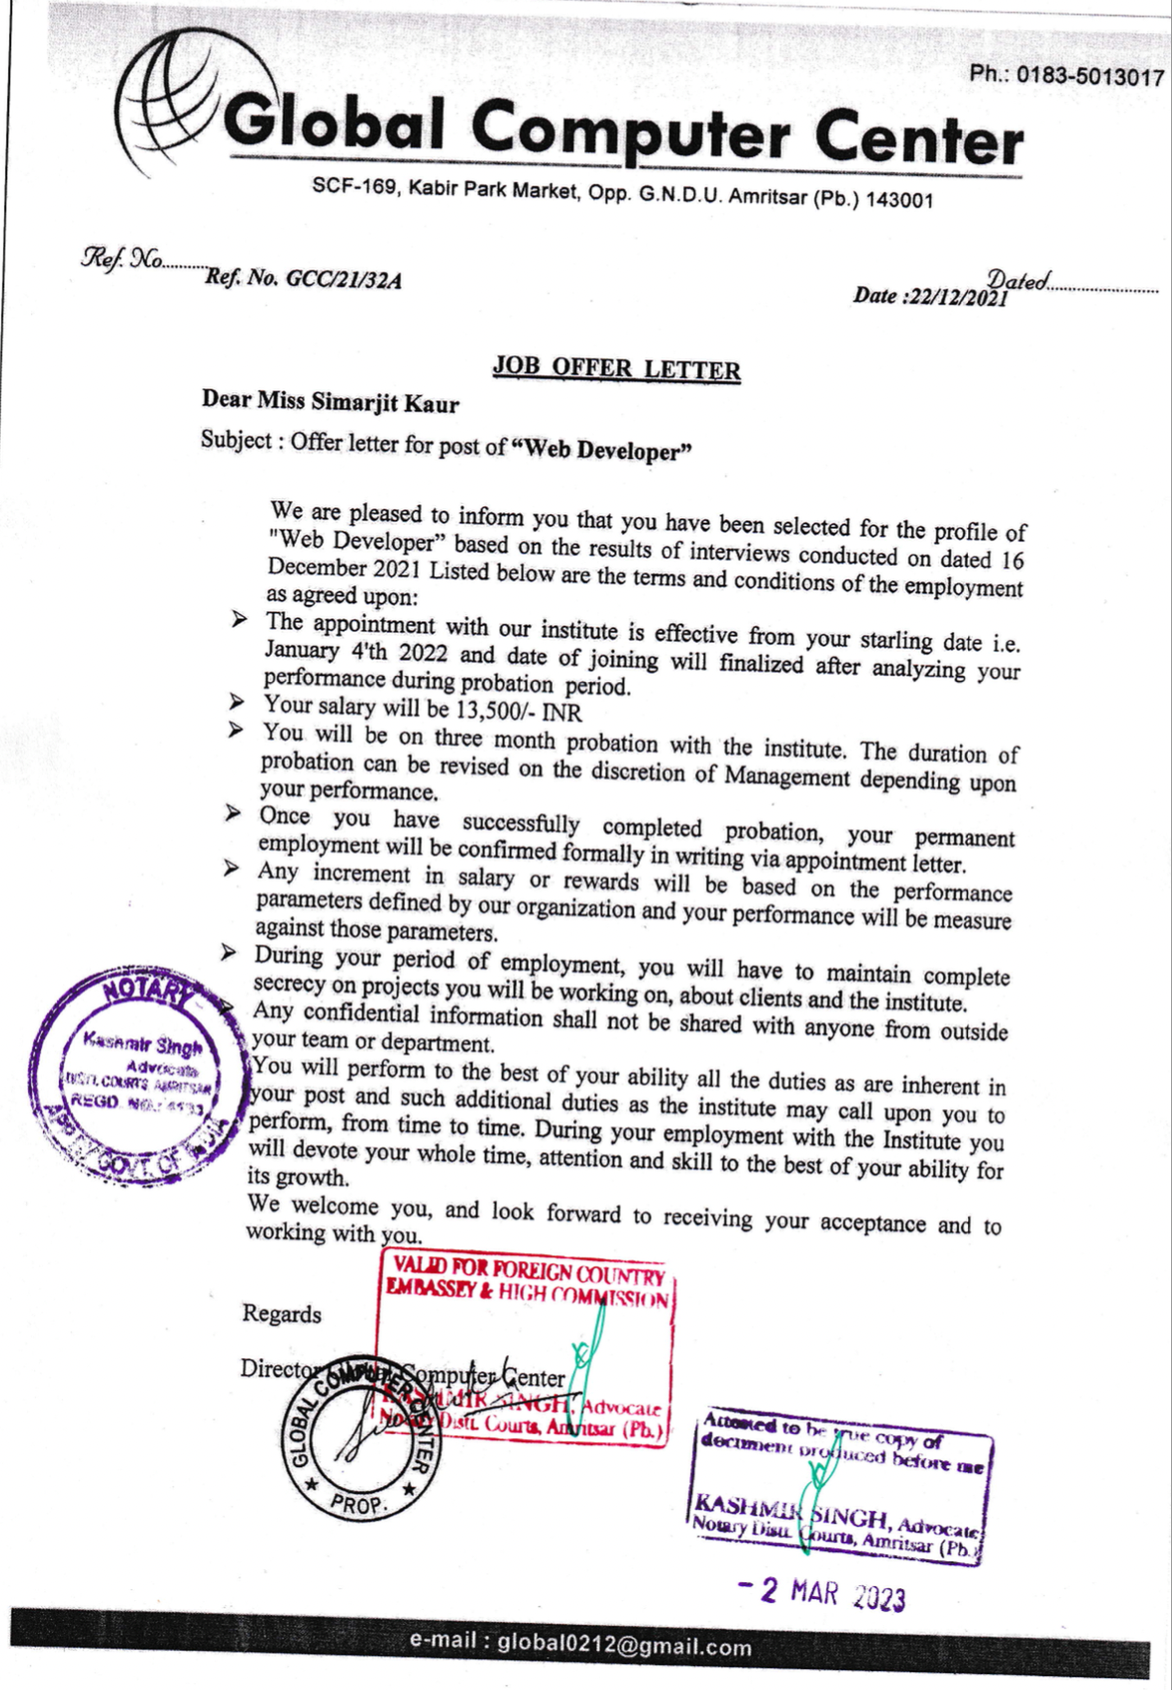 Ph.: 0183-5013017
Global Computer Center
SCF-169, Kabir Park Market, Opp. G.N.D.U. Amritsar (Pb.) 143001
Ref. No.......... Ref. No. GCC/21/32A
Dated..........................
Date :22/12/2021
JOB OFFER LETTER
Dear Miss Simarjit Kaur
Subject : Offer letter for post of “Web Developer”
We are pleased to inform you that you have been selected for the profile of
"Web Developer” based on the results of interviews conducted on dated 16
December 2021 Listed below are the terms and conditions of the employment
as agreed upon:
➢ The appointment with our institute is effective from your starling date i.e.
January 4'th 2022 and date of joining will finalized after analyzing your
performance during probation period.
➢ Your salary will be 13,500/- INR
➢ You will be on three month probation with the institute. The duration of
probation can be revised on the discretion of Management depending upon
your performance.
➢ Once you have successfully completed probation, your permanent
employment will be confirmed formally in writing via appointment letter.
➢ Any increment in salary or rewards will be based on the performance
parameters defined by our organization and your performance will be measure
against those parameters.
➢ During your period of employment, you will have to maintain complete
secrecy on projects you will be working on, about clients and the institute.
Any confidential information shall not be shared with anyone from outside
your team or department.
You will perform to the best of your ability all the duties as are inherent in
your post and such additional duties as the institute may call upon you to
perform, from time to time. During your employment with the Institute you
will devote your whole time, attention and skill to the best of your ability for
its growth.
We welcome you, and look forward to receiving your acceptance and to
working with you.
NOTARY
Kashmir Singh
Advocate
DISTT. COURTS AMRITSAR
REGD. NO.:
GOVT. OF INDIA
VALID FOR FOREIGN COUNTRY
EMBASSEY & HIGH COMMISSION
KASHMIR SINGH, Advocate
Notary Distt. Courts, Amritsar (Pb.)
Regards
Director Global Computer Center
GLOBAL COMPUTER CENTER
★ PROP. ★
Attested to be true copy of
document produced before me
KASHMIR SINGH, Advocate
Notary Distt. Courts, Amritsar (Pb.)
- 2 MAR 2023
e-mail : global0212@gmail.com